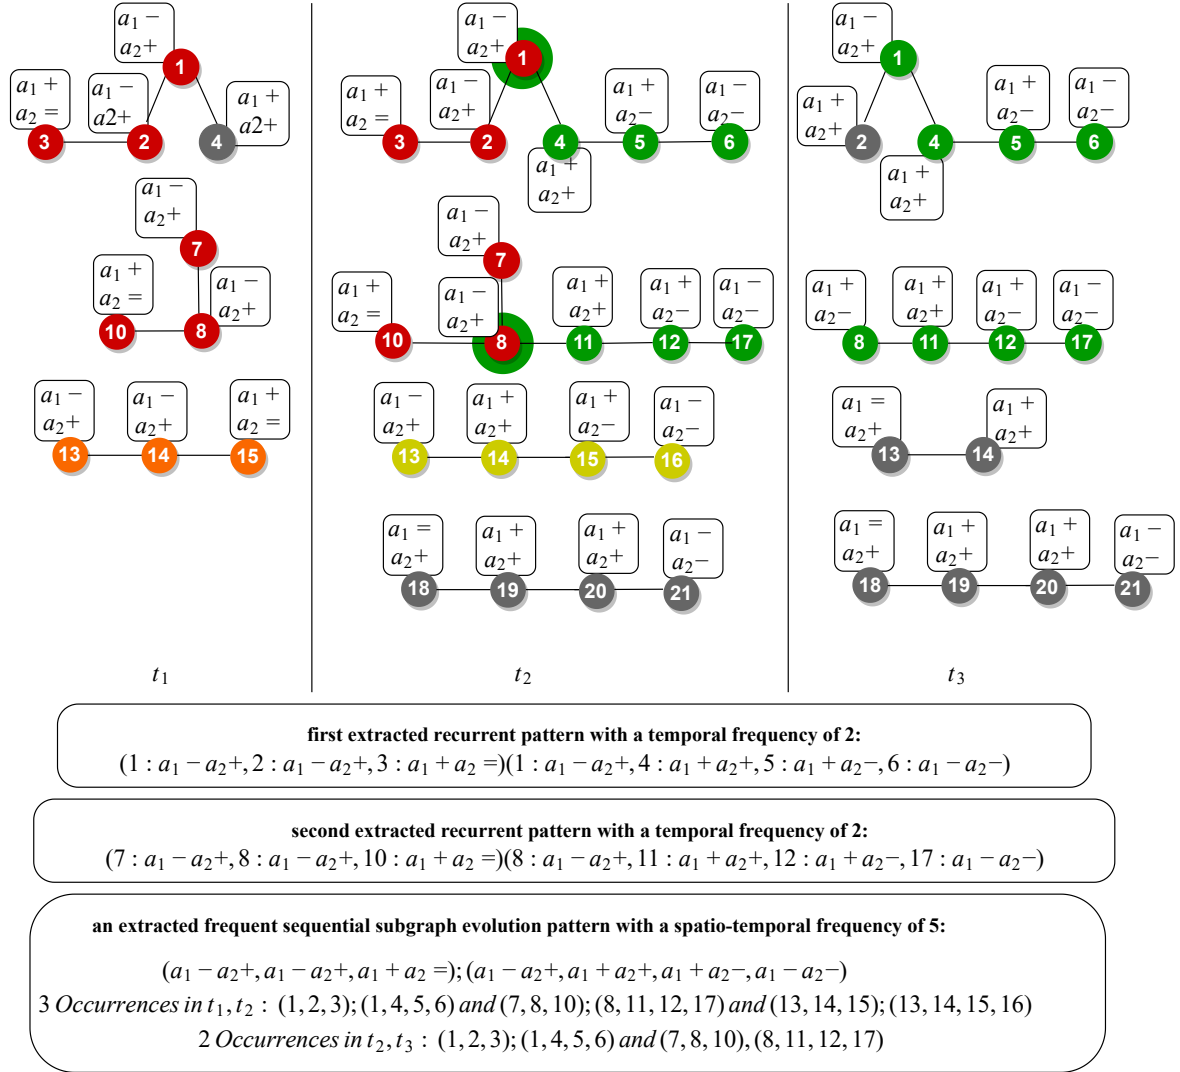 a₁ −
a₂+
1
a₁ +
a₂ =
3
a₁ −
a2+
2
a₁ +
a2+
4
a₁ −
a₂+
7
a₁ +
a₂ =
10
a₁ −
a₂+
8
a₁ −
a₂+
13
a₁ −
a₂+
14
a₁ +
a₂ =
15
t₁
a₁ −
a₂+
1
a₁ +
a₂ =
3
a₁ −
a₂+
2
a₁ +
a₂+
4
a₁ +
a₂−
5
a₁ −
a₂−
6
a₁ −
a₂+
7
a₁ +
a₂ =
10
a₁ −
a₂+
8
a₁ +
a₂+
11
a₁ +
a₂−
12
a₁ −
a₂−
17
a₁ −
a₂+
13
a₁ +
a₂+
14
a₁ +
a₂−
15
a₁ −
a₂−
16
a₁ =
a₂+
18
a₁ +
a₂+
19
a₁ +
a₂+
20
a₁ −
a₂−
21
t₂
a₁ −
a₂+
1
a₁ +
a₂+
2
a₁ +
a₂+
4
a₁ +
a₂−
5
a₁ −
a₂−
6
a₁ +
a₂−
8
a₁ +
a₂+
11
a₁ +
a₂−
12
a₁ −
a₂−
17
a₁ =
a₂+
13
a₁ +
a₂+
14
a₁ =
a₂+
18
a₁ +
a₂+
19
a₁ +
a₂+
20
a₁ −
a₂−
21
t₃
first extracted recurrent pattern with a temporal frequency of 2:
(1 : a₁ − a₂+, 2 : a₁ − a₂+, 3 : a₁ + a₂ =)(1 : a₁ − a₂+, 4 : a₁ + a₂+, 5 : a₁ + a₂−, 6 : a₁ − a₂−)
second extracted recurrent pattern with a temporal frequency of 2:
(7 : a₁ − a₂+, 8 : a₁ − a₂+, 10 : a₁ + a₂ =)(8 : a₁ − a₂+, 11 : a₁ + a₂+, 12 : a₁ + a₂−, 17 : a₁ − a₂−)
an extracted frequent sequential subgraph evolution pattern with a spatio-temporal frequency of 5:
(a₁ − a₂+, a₁ − a₂+, a₁ + a₂ =); (a₁ − a₂+, a₁ + a₂+, a₁ + a₂−, a₁ − a₂−)
3 Occurrences in t₁, t₂ : (1, 2, 3); (1, 4, 5, 6) and (7, 8, 10); (8, 11, 12, 17) and (13, 14, 15); (13, 14, 15, 16)
2 Occurrences in t₂, t₃ : (1, 2, 3); (1, 4, 5, 6) and (7, 8, 10), (8, 11, 12, 17)